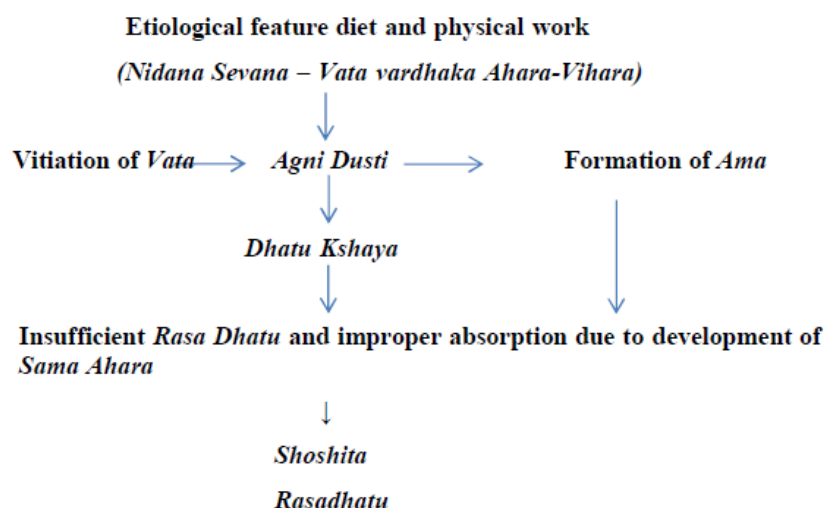 Etiological feature diet and physical work
(Nidana Sevana – Vata vardhaka Ahara-Vihara)
Vitiation of Vata Agni Dusti Formation of Ama
Dhatu Kshaya
Insufficient Rasa Dhatu and improper absorption due to development of
Sama Ahara
↓
Shoshita
Rasadhatu